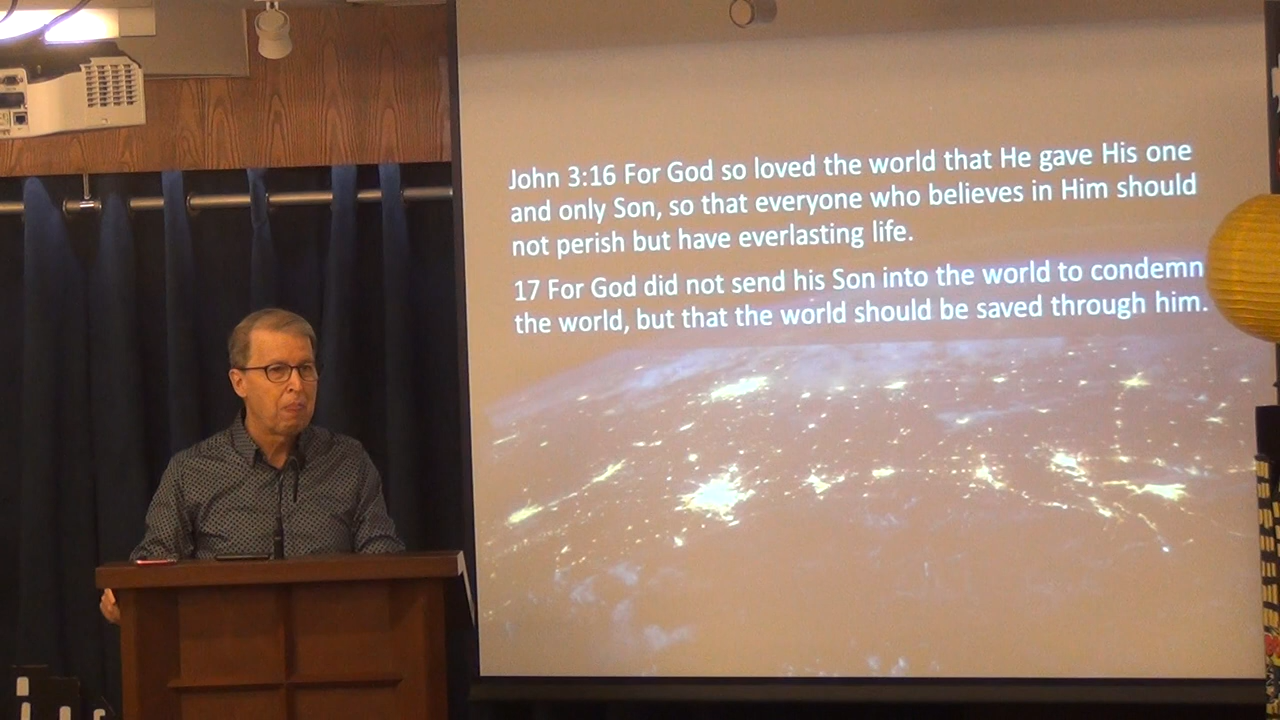 John 3:16 For God so loved the world that He gave His one
and only Son, so that everyone who believes in Him should
not perish but have everlasting life.
17 For God did not send his Son into the world to condemn
the world, but that the world should be saved through him.